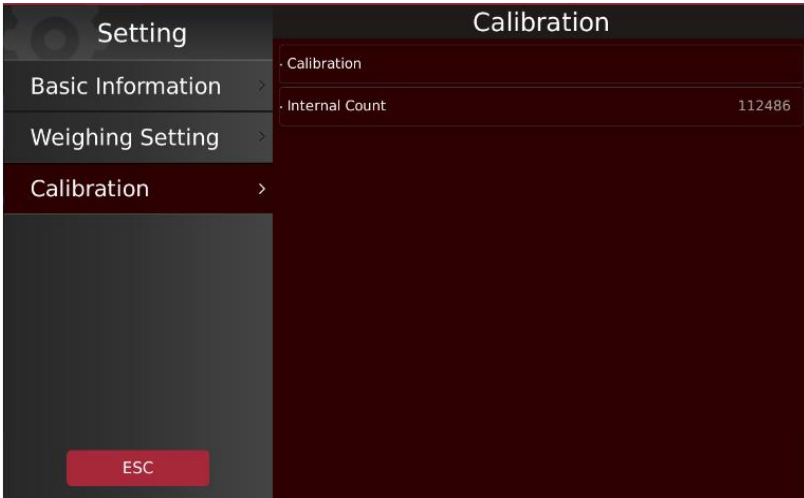 Setting
Basic Information >
Weighing Setting >
Calibration >
ESC
Calibration
· Calibration
· Internal Count 112486